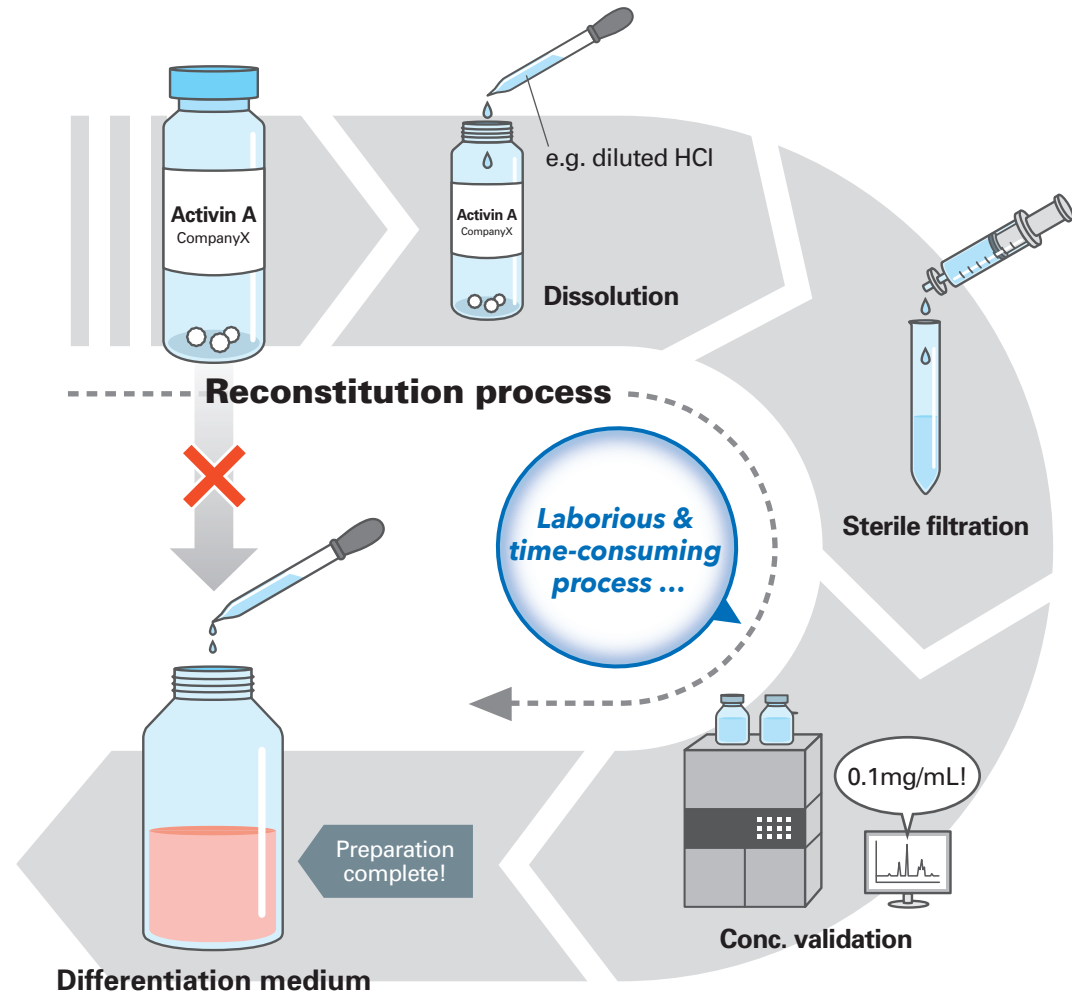 Activin A
CompanyX
e.g. diluted HCl
Activin A
CompanyX
Dissolution
Reconstitution process
Sterile filtration
Laborious &
time-consuming
process ...
0.1mg/mL!
Conc. validation
Preparation
complete!
Differentiation medium